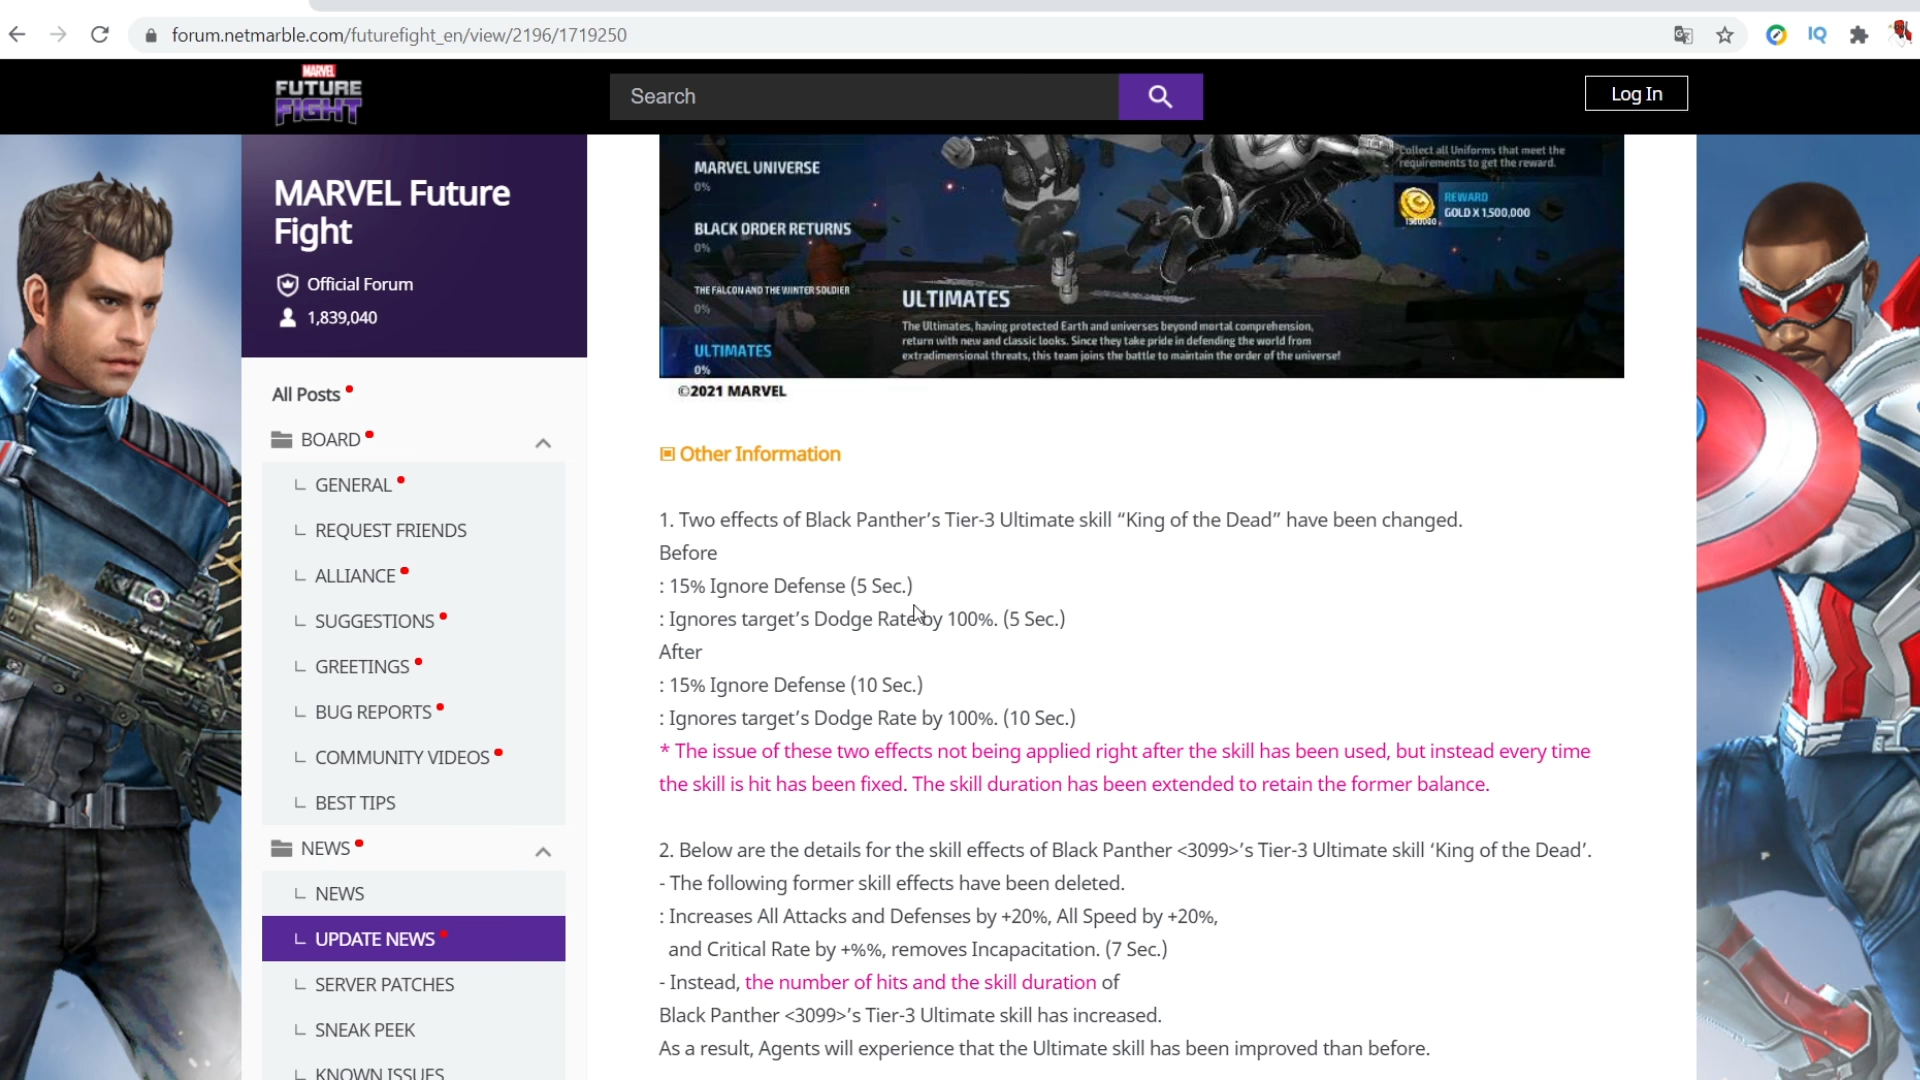 forum.netmarble.com/futurefight_en/view/2196/1719250
IQ
MARVEL
FUTURE
FIGHT
Search
Log In
MARVEL Future
Fight
Official Forum
1,839,040
All Posts
BOARD
GENERAL
REQUEST FRIENDS
ALLIANCE
SUGGESTIONS
GREETINGS
BUG REPORTS
COMMUNITY VIDEOS
BEST TIPS
NEWS
NEWS
UPDATE NEWS
SERVER PATCHES
SNEAK PEEK
KNOWN ISSUES
MARVEL UNIVERSE
0%
BLACK ORDER RETURNS
0%
THE FALCON AND THE WINTER SOLDIER
0%
ULTIMATES
0%
Collect all Uniforms that meet the
requirements to get the reward.
REWARD
GOLD X 1,500,000
1500000
ULTIMATES
The Ultimates, having protected Earth and universes beyond mortal comprehension,
return with new and classic looks. Since they take pride in defending the world from
extradimensional threats, this team joins the battle to maintain the order of the universe!
©2021 MARVEL
Other Information
1. Two effects of Black Panther’s Tier-3 Ultimate skill “King of the Dead” have been changed.
Before
: 15% Ignore Defense (5 Sec.)
: Ignores target’s Dodge Rate by 100%. (5 Sec.)
After
: 15% Ignore Defense (10 Sec.)
: Ignores target’s Dodge Rate by 100%. (10 Sec.)
* The issue of these two effects not being applied right after the skill has been used, but instead every time
the skill is hit has been fixed. The skill duration has been extended to retain the former balance.
2. Below are the details for the skill effects of Black Panther <3099>’s Tier-3 Ultimate skill ‘King of the Dead’.
- The following former skill effects have been deleted.
: Increases All Attacks and Defenses by +20%, All Speed by +20%,
and Critical Rate by +%%, removes Incapacitation. (7 Sec.)
- Instead, the number of hits and the skill duration of
Black Panther <3099>’s Tier-3 Ultimate skill has increased.
As a result, Agents will experience that the Ultimate skill has been improved than before.